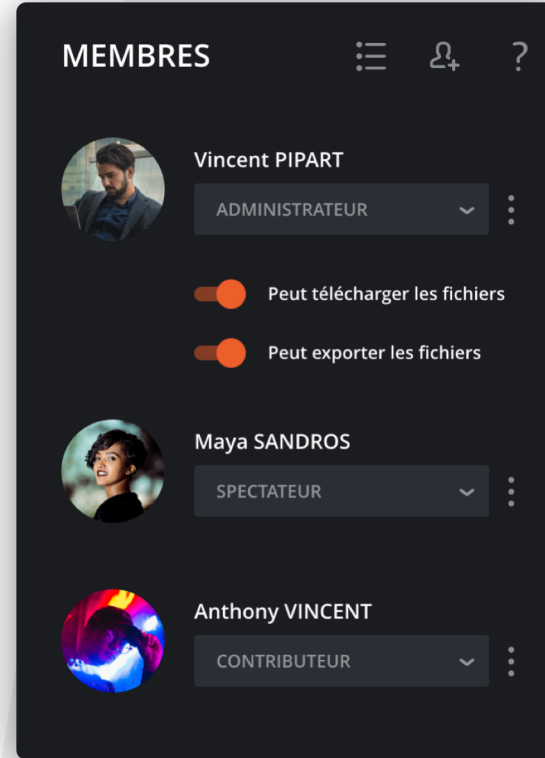 MEMBRES
Vincent PIPART
ADMINISTRATEUR
Peut télécharger les fichiers
Peut exporter les fichiers
Maya SANDROS
SPECTATEUR
Anthony VINCENT
CONTRIBUTEUR